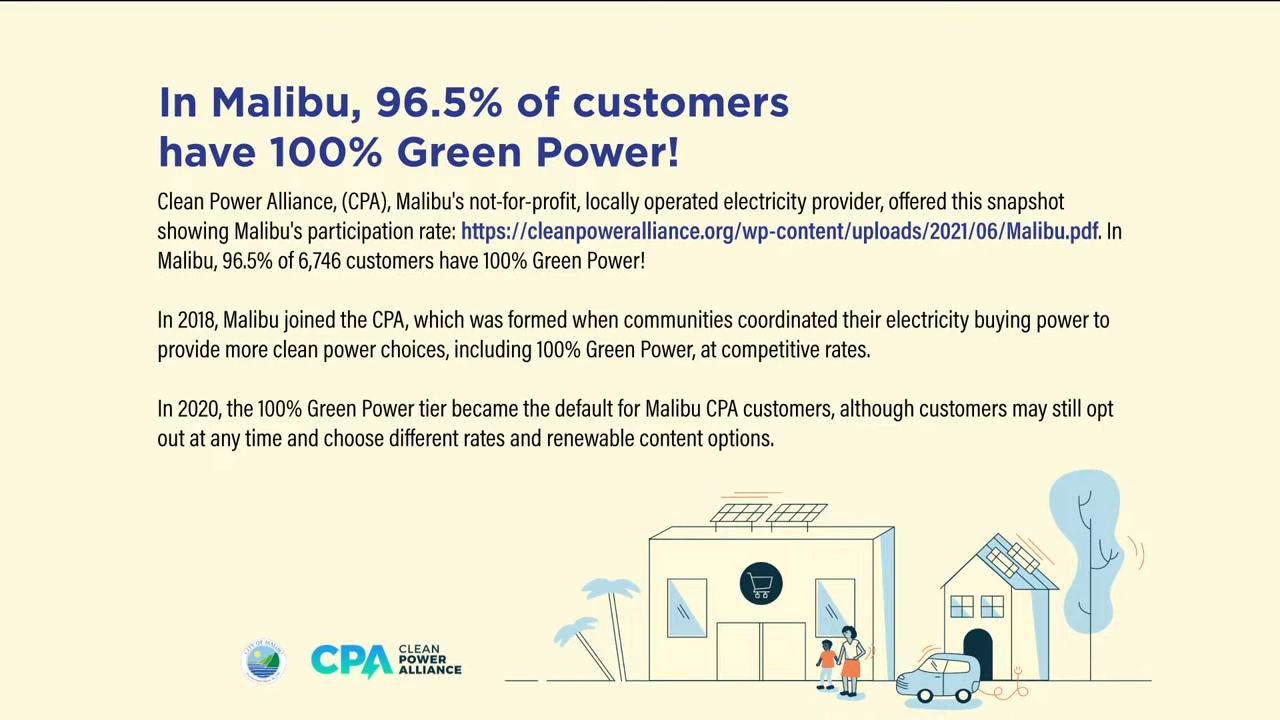 In Malibu, 96.5% of customers
have 100% Green Power!
Clean Power Alliance, (CPA), Malibu's not-for-profit, locally operated electricity provider, offered this snapshot
showing Malibu's participation rate: https://cleanpoweralliance.org/wp-content/uploads/2021/06/Malibu.pdf. In
Malibu, 96.5% of 6,746 customers have 100% Green Power!
In 2018, Malibu joined the CPA, which was formed when communities coordinated their electricity buying power to
provide more clean power choices, including 100% Green Power, at competitive rates.
In 2020, the 100% Green Power tier became the default for Malibu CPA customers, although customers may still opt
out at any time and choose different rates and renewable content options.
CITY OF MALIBU
CPA
CLEAN
POWER
ALLIANCE